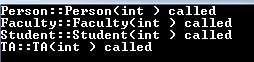 Person::Person(int ) called
Faculty::Faculty(int ) called
Student::Student(int ) called
TA::TA(int ) called